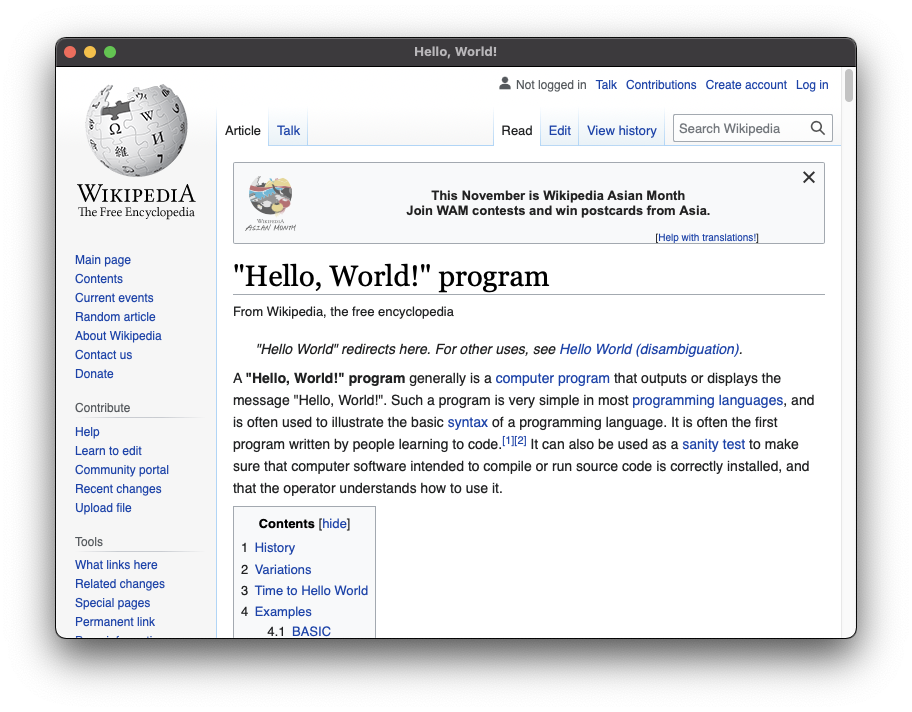 Hello, World!
Not logged in Talk Contributions Create account Log in
Article Talk Read Edit View history Search Wikipedia
WIKIPEDIA
The Free Encyclopedia
This November is Wikipedia Asian Month
Join WAM contests and win postcards from Asia.
WIKIPEDIA
ASIAN MONTH
[Help with translations!]
Main page
Contents
Current events
Random article
About Wikipedia
Contact us
Donate
Contribute
Help
Learn to edit
Community portal
Recent changes
Upload file
Tools
What links here
Related changes
Special pages
Permanent link
"Hello, World!" program
From Wikipedia, the free encyclopedia
"Hello World" redirects here. For other uses, see Hello World (disambiguation).
A "Hello, World!" program generally is a computer program that outputs or displays the
message "Hello, World!". Such a program is very simple in most programming languages, and
is often used to illustrate the basic syntax of a programming language. It is often the first
program written by people learning to code.[1][2] It can also be used as a sanity test to make
sure that computer software intended to compile or run source code is correctly installed, and
that the operator understands how to use it.
Contents [hide]
1 History
2 Variations
3 Time to Hello World
4 Examples
4.1 BASIC